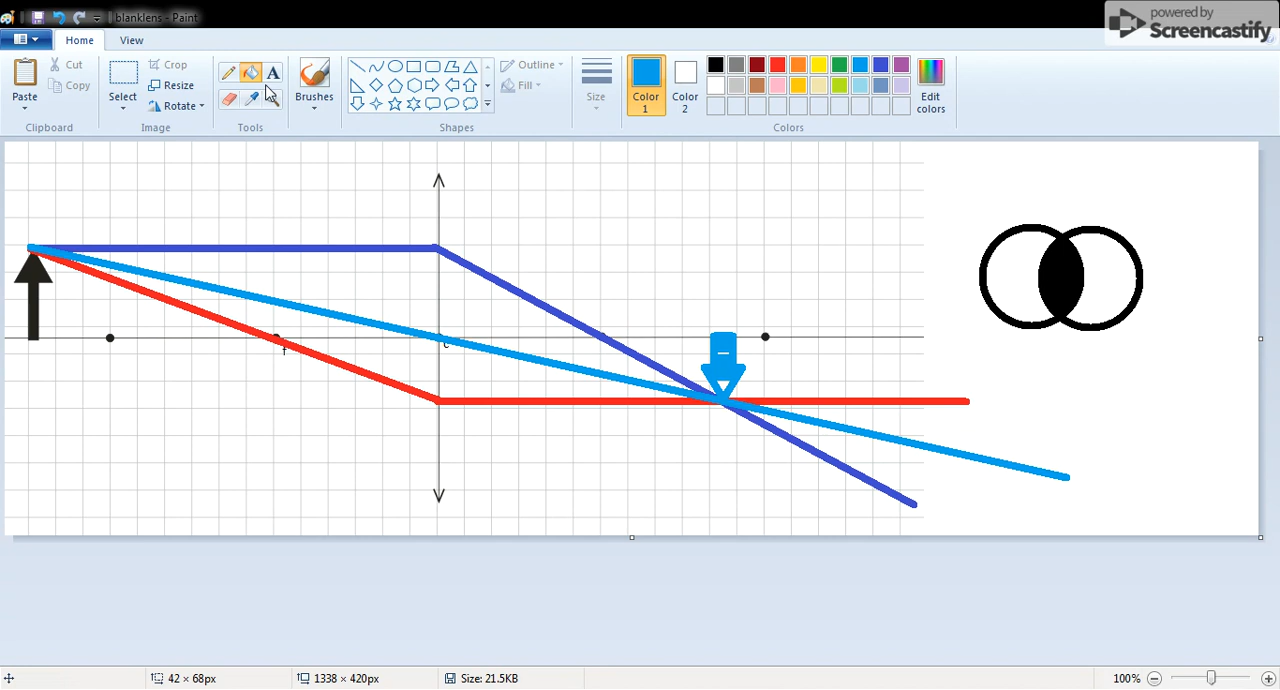 blanklens - Paint
powered by
Screencastify
Home View
Paste
Cut
Copy
Clipboard
Select
Crop
Resize
Rotate
Image
A
Tools
Brushes
Outline
Fill
Shapes
Size
Color
1
Color
2
Edit
colors
Colors
f
c
42 × 68px
1338 × 420px
Size: 21.5KB
100%